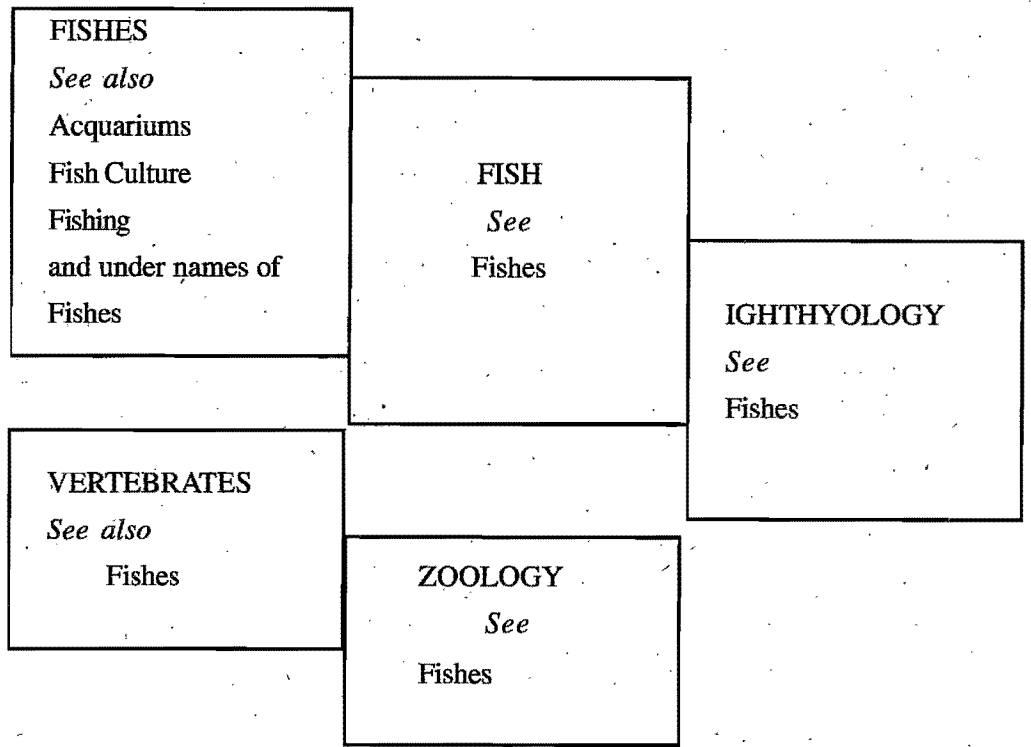 FISHES
See also
Acquariums
Fish Culture
Fishing
and under names of
Fishes
FISH
See
Fishes
IGHTHYOLOGY
See
Fishes
VERTEBRATES
See also
Fishes
ZOOLOGY
See
Fishes